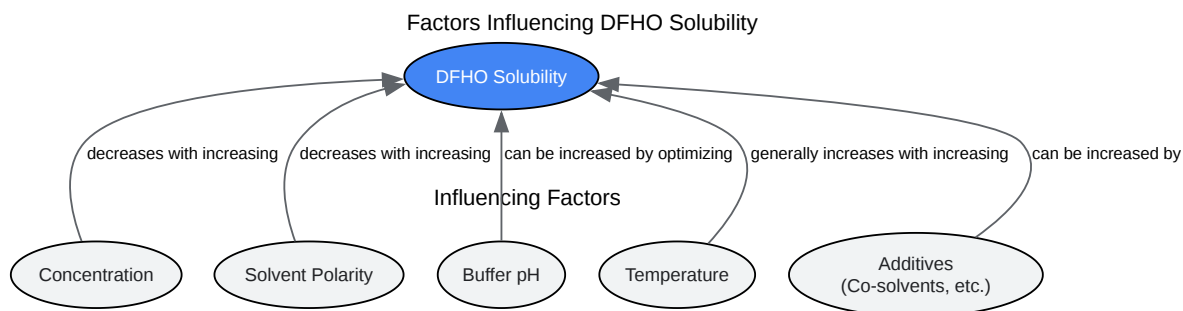 Factors Influencing DFHO Solubility
DFHO Solubility
decreases with increasing
decreases with increasing
can be increased by optimizing
generally increases with increasing
can be increased by
Influencing Factors
Concentration
Solvent Polarity
Buffer pH
Temperature
Additives
(Co-solvents, etc.)